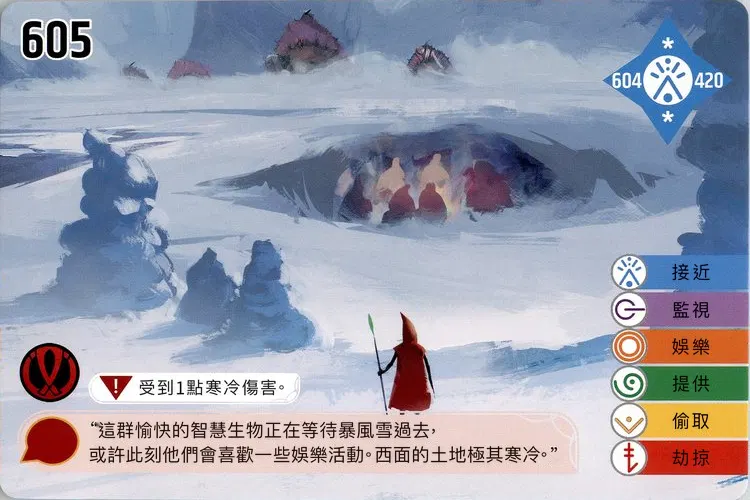 605
*
604 420
*
接近
監視
娛樂
提供
偷取
劫掠
! 受到1點寒冷傷害。
“這群愉快的智慧生物正在等待暴風雪過去，
或許此刻他們會喜歡一些娛樂活動。西面的土地極其寒冷。”